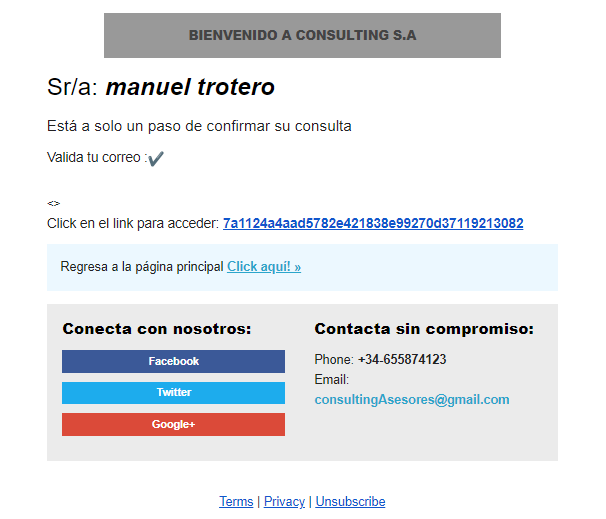 BIENVENIDO A CONSULTING S.A
Sr/a: manuel trotero
Está a solo un paso de confirmar su consulta
Valida tu correo :✔
<>
Click en el link para acceder: 7a1124a4aad5782e421838e99270d37119213082
Regresa a la página principal Click aquí! »
Conecta con nosotros:
Facebook
Twitter
Google+
Contacta sin compromiso:
Phone: +34-655874123
Email:
consultingAsesores@gmail.com
Terms | Privacy | Unsubscribe